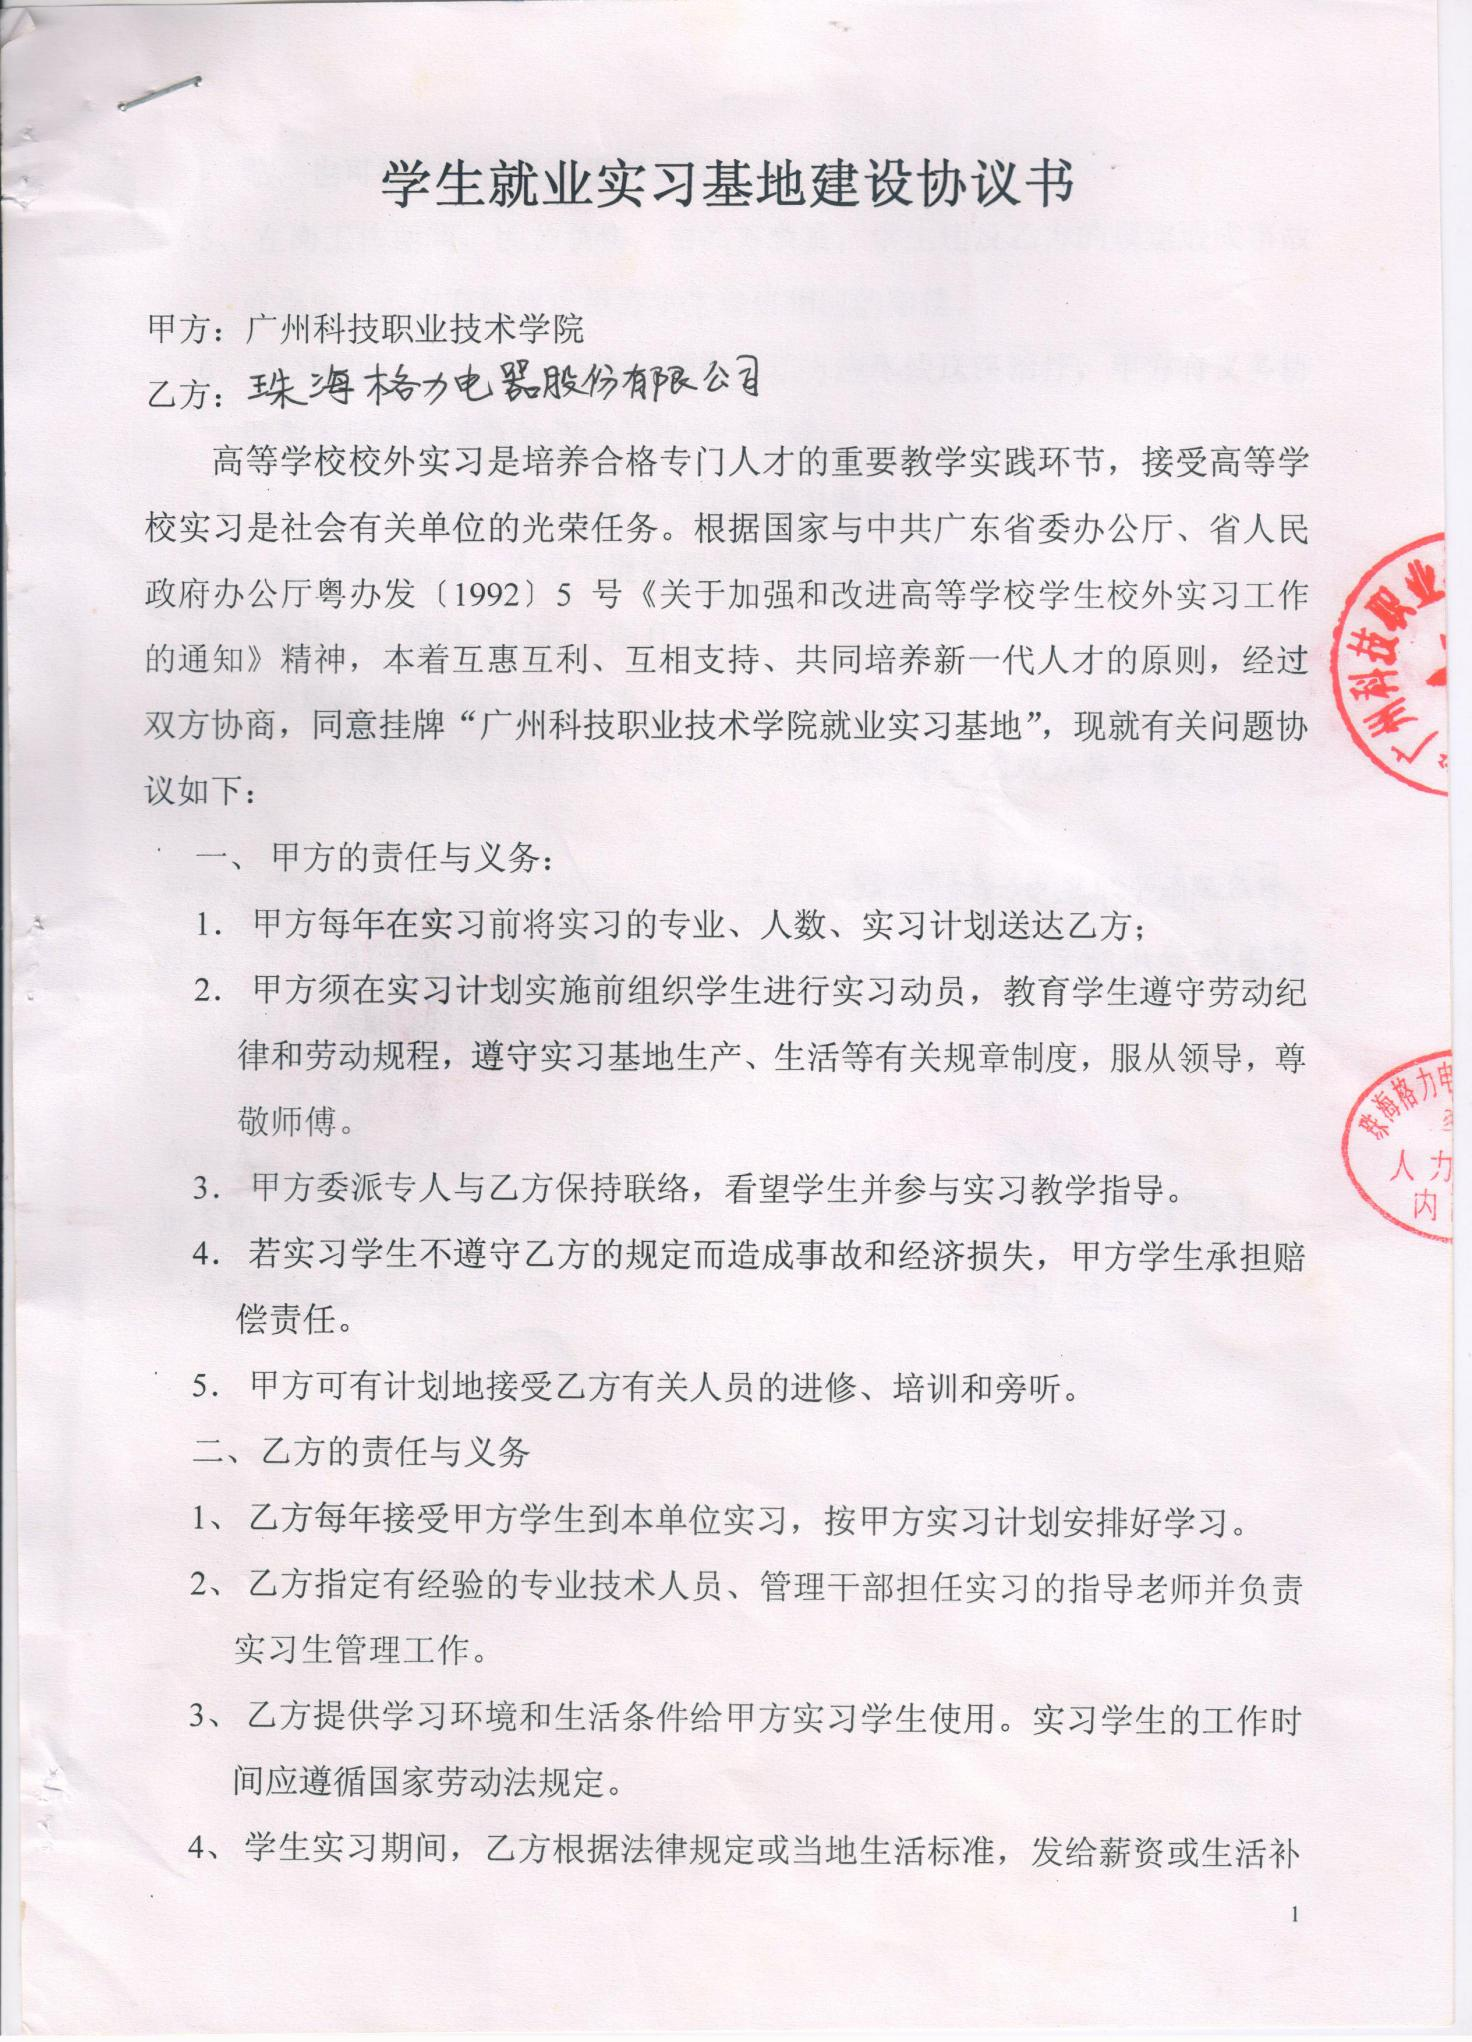 学生就业实习基地建设协议书
甲方：广州科技职业技术学院
乙方：珠海格力电器股份有限公司
高等学校校外实习是培养合格专门人才的重要教学实践环节，接受高等学
校实习是社会有关单位的光荣任务。根据国家与中共广东省委办公厅、省人民
政府办公厅粤办发〔1992〕5 号《关于加强和改进高等学校学生校外实习工作
的通知》精神，本着互惠互利、互相支持、共同培养新一代人才的原则，经过
双方协商，同意挂牌“广州科技职业技术学院就业实习基地”，现就有关问题协
议如下：
一、 甲方的责任与义务：
1． 甲方每年在实习前将实习的专业、人数、实习计划送达乙方；
2． 甲方须在实习计划实施前组织学生进行实习动员，教育学生遵守劳动纪
律和劳动规程，遵守实习基地生产、生活等有关规章制度，服从领导，尊
敬师傅。
3． 甲方委派专人与乙方保持联络，看望学生并参与实习教学指导。
4． 若实习学生不遵守乙方的规定而造成事故和经济损失，甲方学生承担赔
偿责任。
5． 甲方可有计划地接受乙方有关人员的进修、培训和旁听。
二、乙方的责任与义务
1、 乙方每年接受甲方学生到本单位实习，按甲方实习计划安排好学习。
2、 乙方指定有经验的专业技术人员、管理干部担任实习的指导老师并负责
实习生管理工作。
3、 乙方提供学习环境和生活条件给甲方实习学生使用。实习学生的工作时
间应遵循国家劳动法规定。
4、 学生实习期间，乙方根据法律规定或当地生活标准，发给薪资或生活补
1
广州科技职业
珠海格力电
人力
内